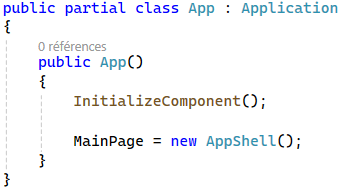 public partial class App : Application
{
0 références
public App()
{
InitializeComponent();
MainPage = new AppShell();
}
}